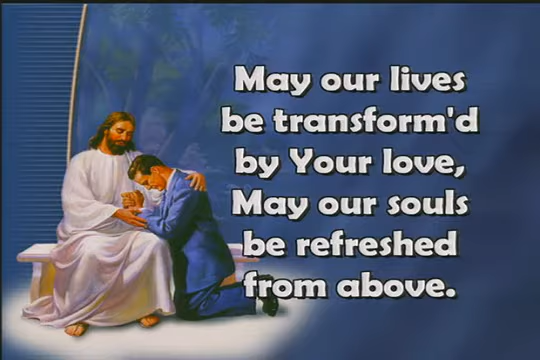 May our lives
be transform'd
by Your love,
May our souls
be refreshed
from above.